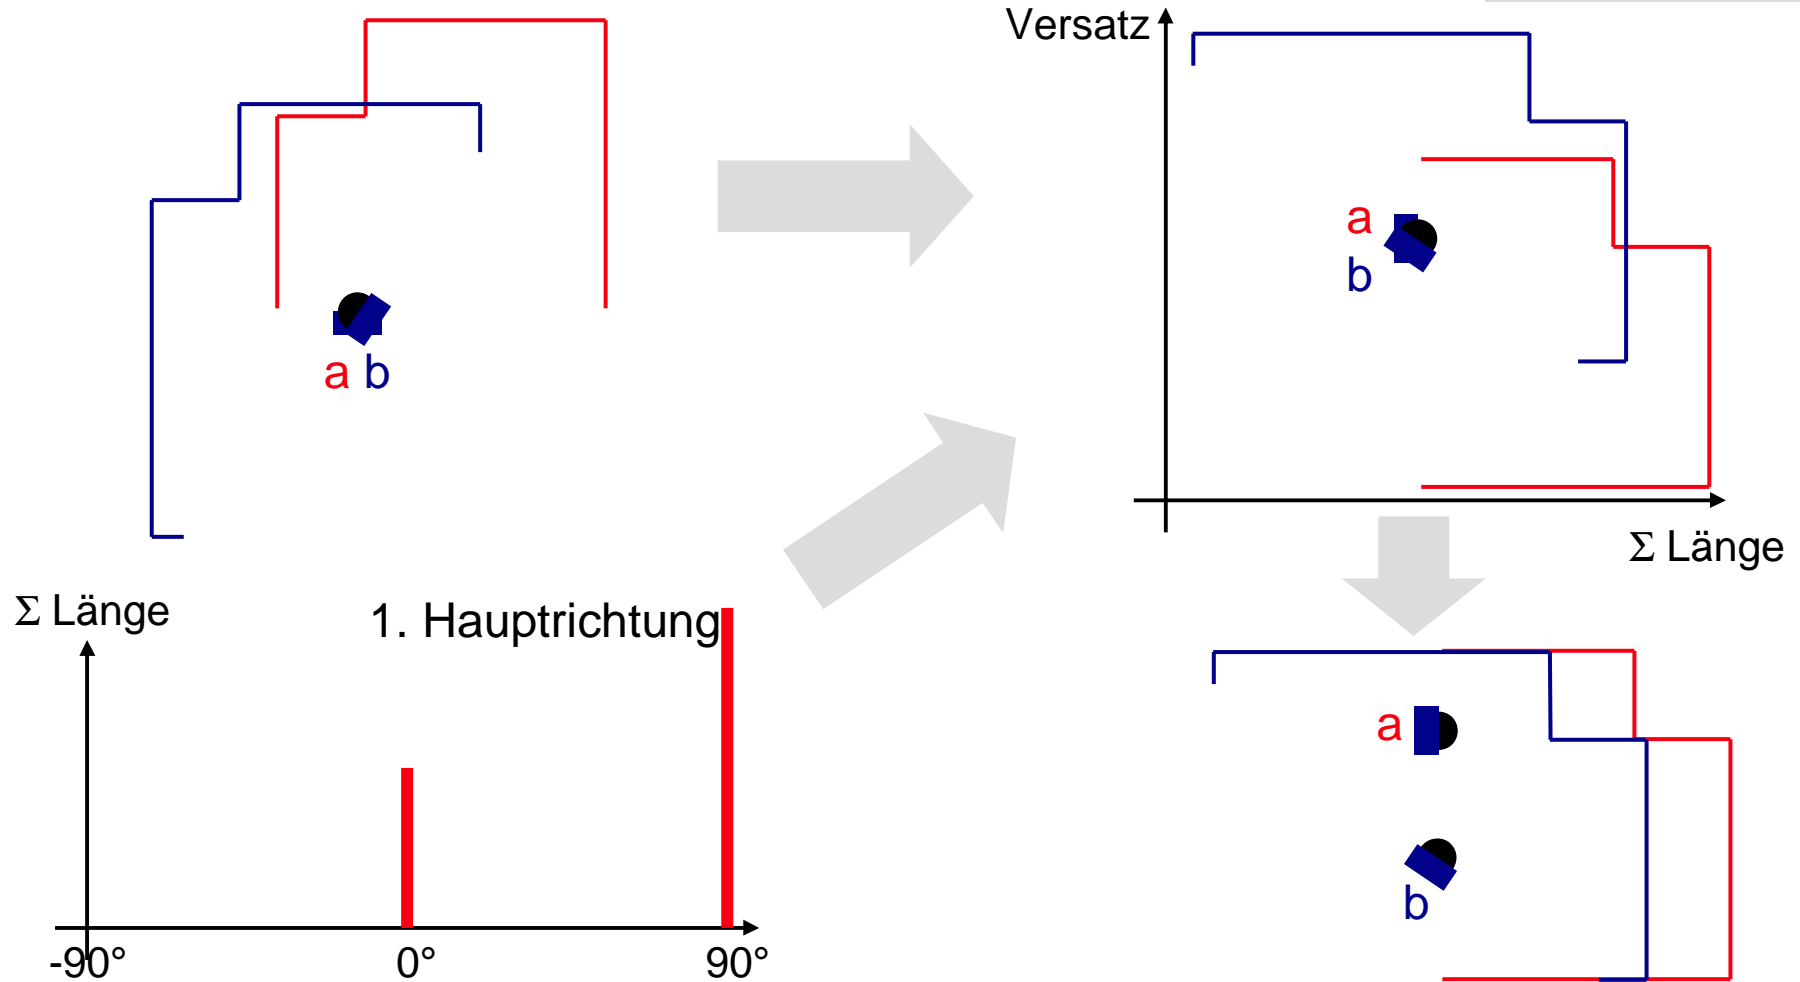 Versatz
a b
a
b
Σ Länge
Σ Länge
1. Hauptrichtung
a
b
-90°
0°
90°